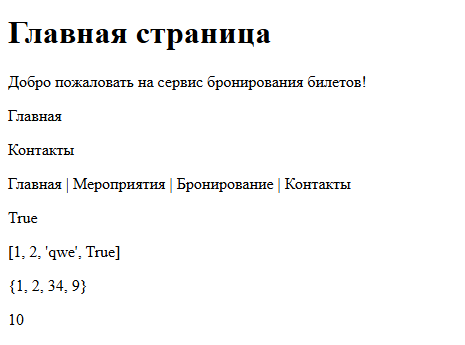 Главная страница
Добро пожаловать на сервис бронирования билетов!
Главная
Контакты
Главная | Мероприятия | Бронирование | Контакты
True
[1, 2, 'qwe', True]
{1, 2, 34, 9}
10